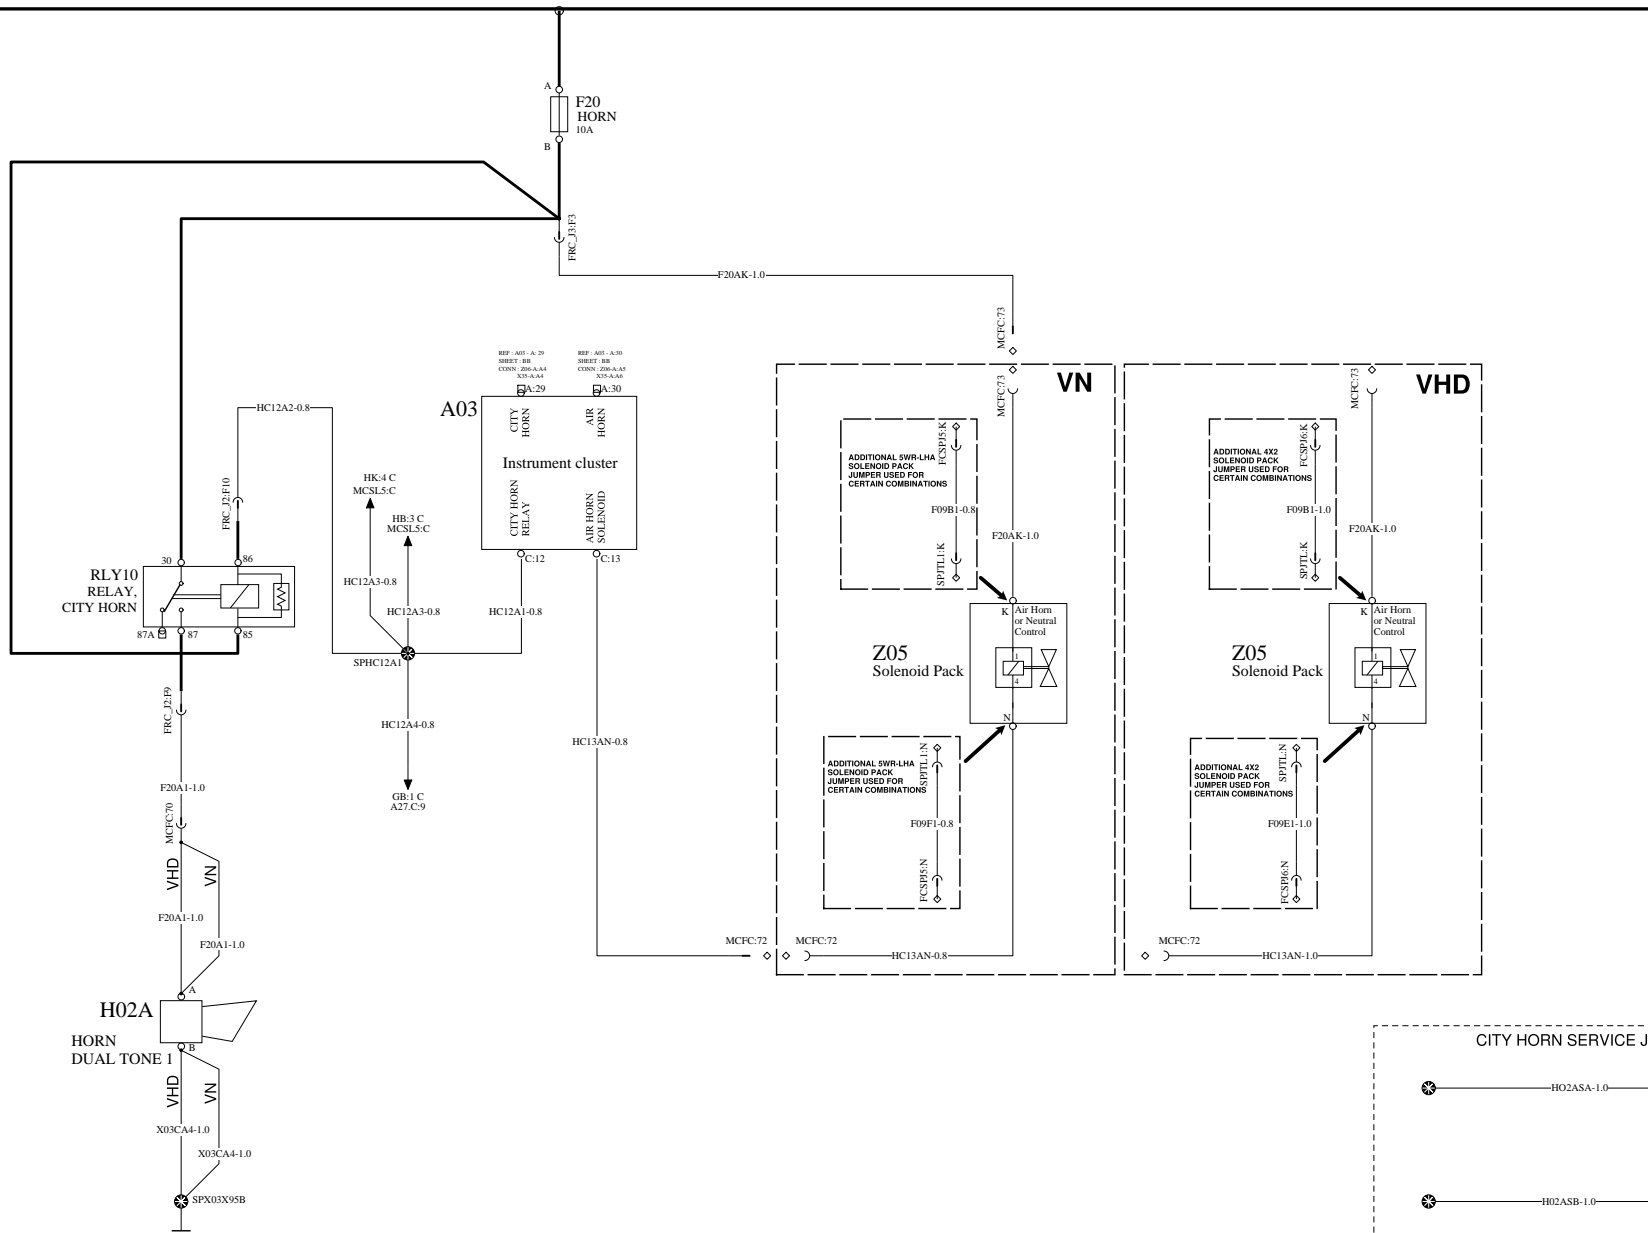 A
F20
HORN
10A
B
FRC_J3:F3
F20AK-1.0
MCFC:73
MCFC:73
VN
MCFC:73
VHD
REF : A03 - A: 29
SHEET : BB
CONN : Z06-A:A4
X35-A:A4
REF : A03 - A:30
SHEET : BB
CONN : Z06-A:A5
X35-A:A6
A:29
A:30
A03
CITY
HORN
AIR
HORN
Instrument cluster
CITY HORN
RELAY
AIR HORN
SOLENOID
C:12
C:13
HC12A2-0.8
FRC_J2:F10
HK:4 C
MCSL5:C
HB:3 C
MCSL5:C
HC12A3-0.8
HC12A3-0.8
HC12A1-0.8
SPHC12A1
HC12A4-0.8
GB:1 C
A27.C:9
30
86
RLY10
RELAY,
CITY HORN
87A
87
85
FRC_J2:F9
F20A1-1.0
MCFC:70
VHD
VN
F20A1-1.0
F20A1-1.0
A
H02A
HORN
DUAL TONE 1
B
VHD
VN
X03CA4-1.0
X03CA4-1.0
SPX03X95B
HC13AN-0.8
MCFC:72
ADDITIONAL 5WR-LHA
SOLENOID PACK
JUMPER USED FOR
CERTAIN COMBINATIONS
FCSPJ5:K
F09B1-0.8
SPJTL1:K
F20AK-1.0
K
Air Horn
or Neutral
Control
Z05
Solenoid Pack
1
4
N
ADDITIONAL 5WR-LHA
SOLENOID PACK
JUMPER USED FOR
CERTAIN COMBINATIONS
SPJTL1:N
F09F1-0.8
FCSPJ5:N
MCFC:72
HC13AN-0.8
ADDITIONAL 4X2
SOLENOID PACK
JUMPER USED FOR
CERTAIN COMBINATIONS
FCSPJ6:K
F09B1-1.0
SPJTL:K
F20AK-1.0
K
Air Horn
or Neutral
Control
Z05
Solenoid Pack
1
4
N
ADDITIONAL 4X2
SOLENOID PACK
JUMPER USED FOR
CERTAIN COMBINATIONS
SPJTL:N
F09E1-1.0
FCSPJ6:N
MCFC:72
HC13AN-1.0
CITY HORN SERVICE J
HO2ASA-1.0
H02ASB-1.0